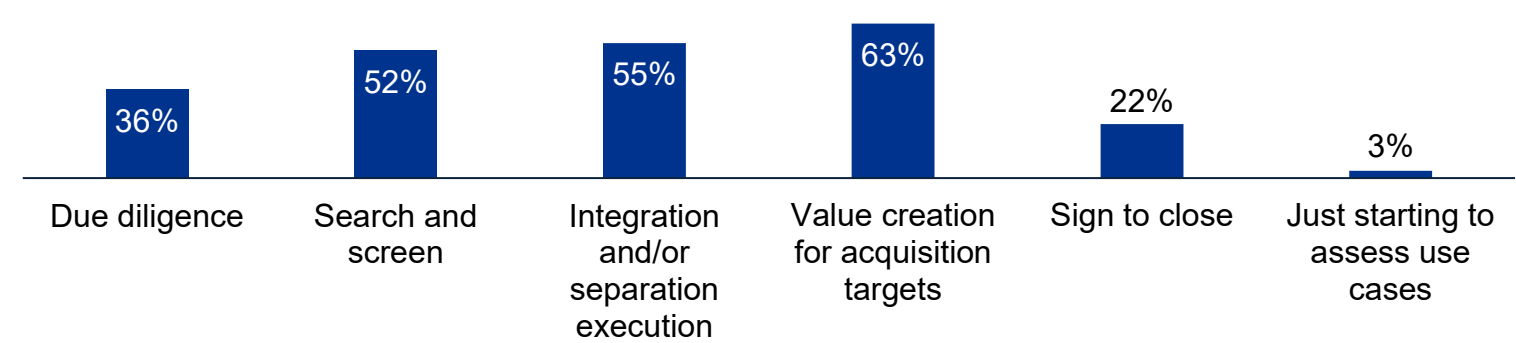 36%
52%
55%
63%
22%
3%
Due diligence
Search and
screen
Integration
and/or
separation
execution
Value creation
for acquisition
targets
Sign to close
Just starting to
assess use
cases